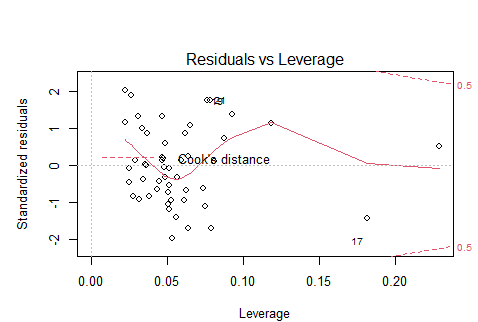 Residuals vs Leverage
0.5
2
1
0
-1
-2
Standardized residuals
Cook's distance
17
0.5
0.00 0.05 0.10 0.15 0.20
Leverage